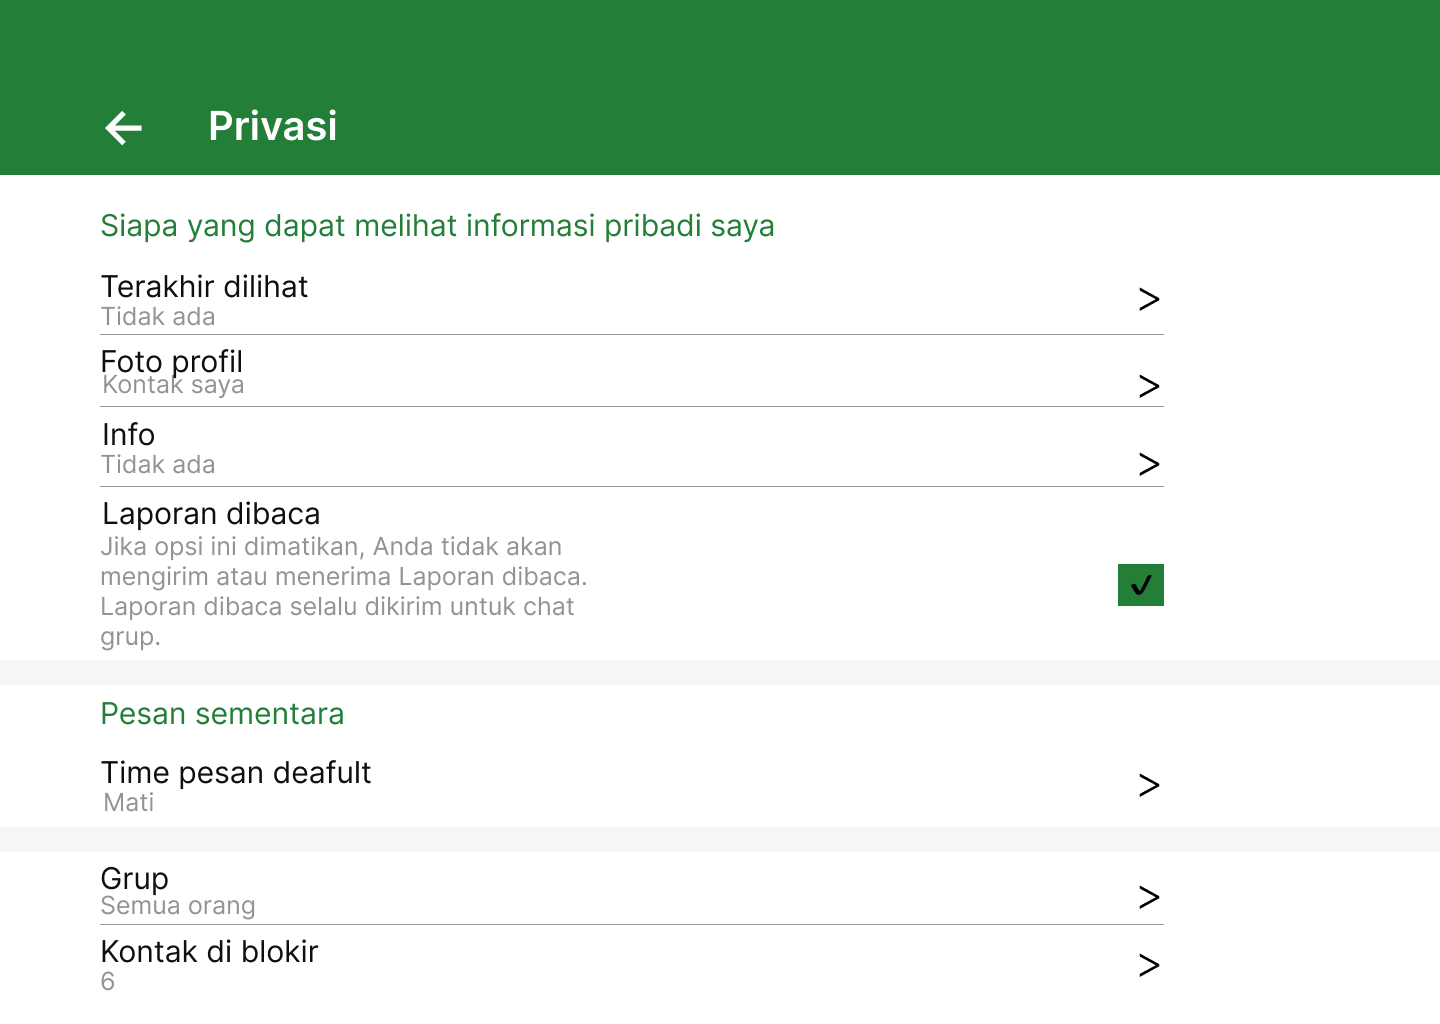 Privasi
Siapa yang dapat melihat informasi pribadi saya
Terakhir dilihat
Tidak ada
>
Foto profil
Kontak saya
>
Info
Tidak ada
>
Laporan dibaca
Jika opsi ini dimatikan, Anda tidak akan
mengirim atau menerima Laporan dibaca.
Laporan dibaca selalu dikirim untuk chat
grup.
Pesan sementara
Time pesan deafult
Mati
>
Grup
Semua orang
>
Kontak di blokir
6
>